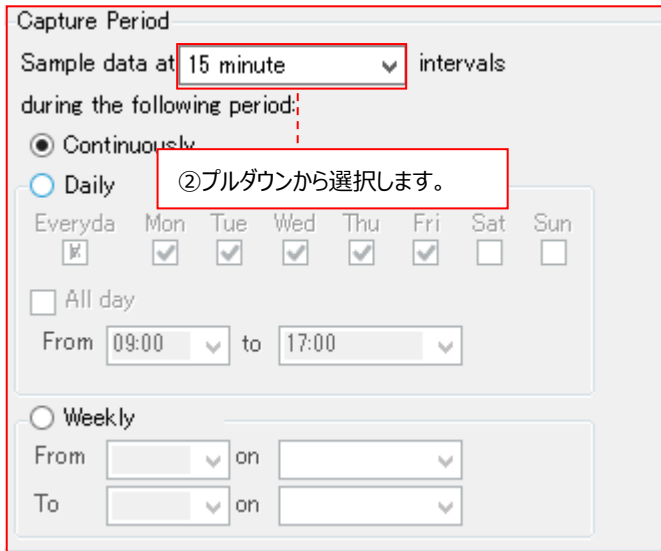 Capture Period
Sample data at 15 minute intervals
during the following period:
Continuously
②プルダウンから選択します。
Daily
Everyda Mon Tue Wed Thu Fri Sat Sun
All day
From 09:00 to 17:00
Weekly
From on
To on